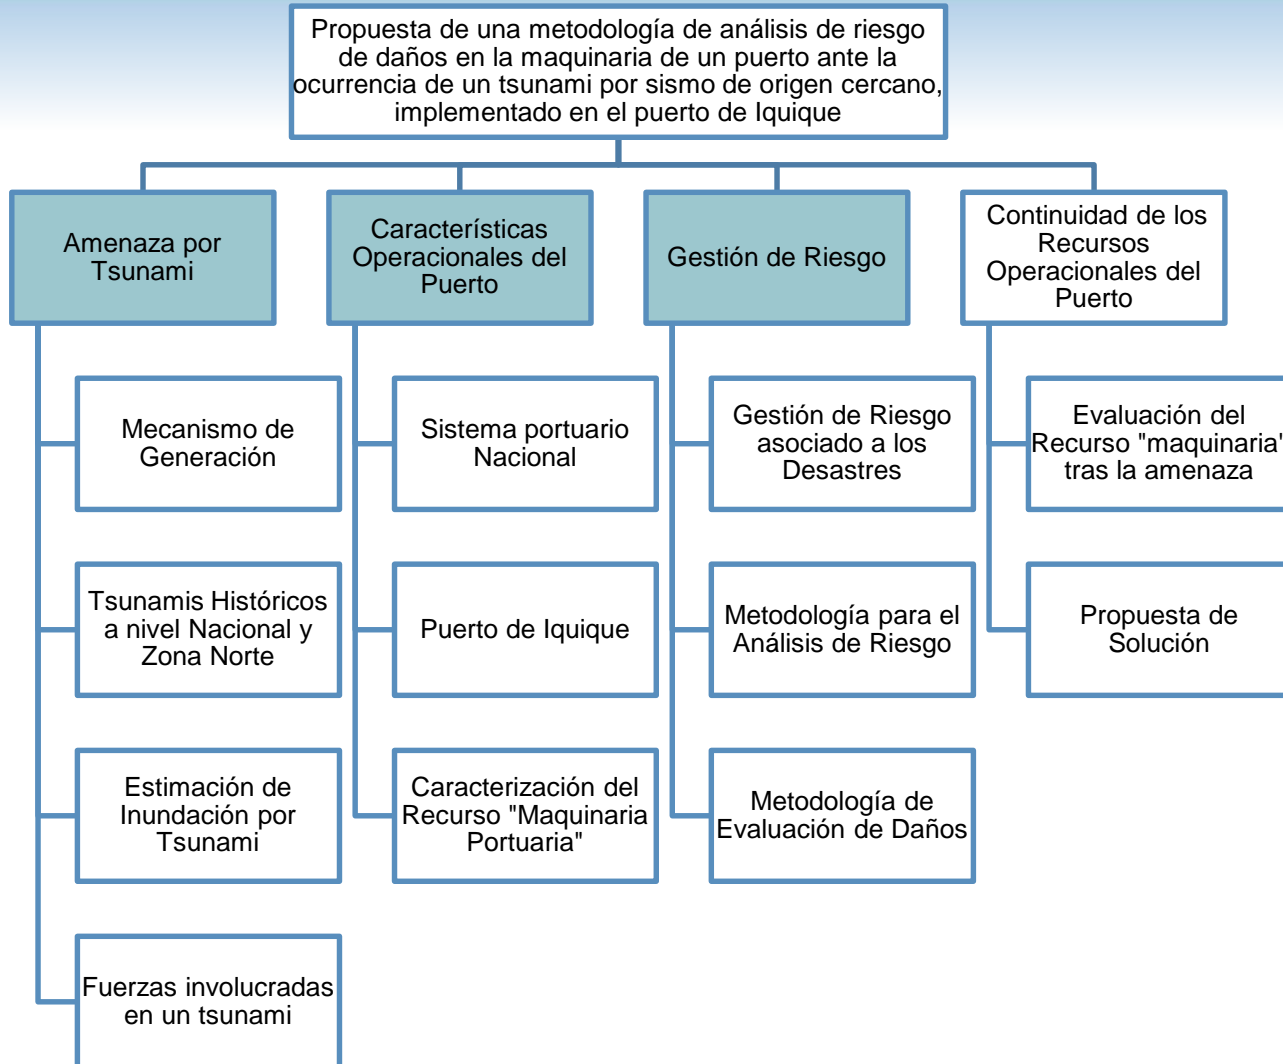 Propuesta de una metodología de análisis de riesgo
de daños en la maquinaria de un puerto ante la
ocurrencia de un tsunami por sismo de origen cercano,
implementado en el puerto de Iquique
Amenaza por
Tsunami
Mecanismo de
Generación
Tsunamis Históricos
a nivel Nacional y
Zona Norte
Estimación de
Inundación por
Tsunami
Fuerzas involucradas
en un tsunami
Características
Operacionales del
Puerto
Sistema portuario
Nacional
Puerto de Iquique
Caracterización del
Recurso "Maquinaria
Portuaria"
Gestión de Riesgo
Gestión de Riesgo
asociado a los
Desastres
Metodología para el
Análisis de Riesgo
Metodología de
Evaluación de Daños
Continuidad de los
Recursos
Operacionales del
Puerto
Evaluación del
Recurso "maquinaria"
tras la amenaza
Propuesta de
Solución